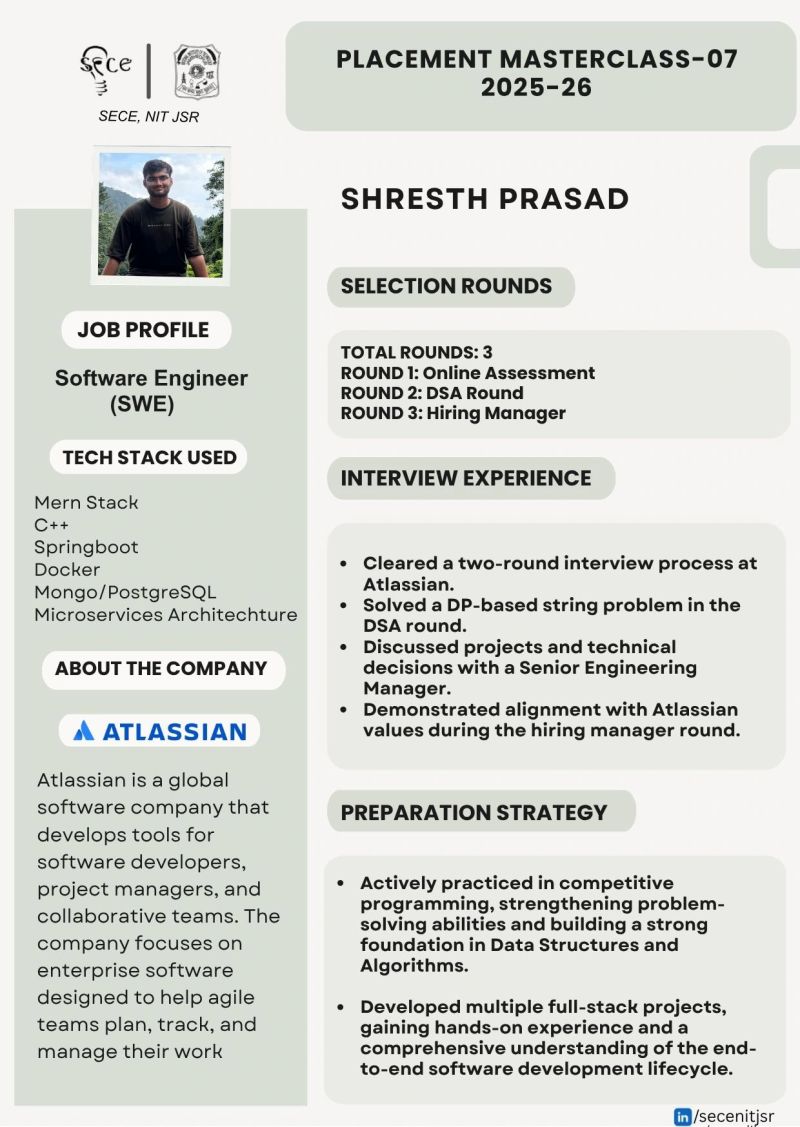 sece
SECE, NIT JSR
PLACEMENT MASTERCLASS-07
2025-26
SHRESTH PRASAD
JOB PROFILE
Software Engineer
(SWE)
TECH STACK USED
Mern Stack
C++
Springboot
Docker
Mongo/PostgreSQL
Microservices Architechture
ABOUT THE COMPANY
ATLASSIAN
Atlassian is a global
software company that
develops tools for
software developers,
project managers, and
collaborative teams. The
company focuses on
enterprise software
designed to help agile
teams plan, track, and
manage their work
SELECTION ROUNDS
TOTAL ROUNDS: 3
ROUND 1: Online Assessment
ROUND 2: DSA Round
ROUND 3: Hiring Manager
INTERVIEW EXPERIENCE
• Cleared a two-round interview process at
Atlassian.
• Solved a DP-based string problem in the
DSA round.
• Discussed projects and technical
decisions with a Senior Engineering
Manager.
• Demonstrated alignment with Atlassian
values during the hiring manager round.
PREPARATION STRATEGY
• Actively practiced in competitive
programming, strengthening problem-
solving abilities and building a strong
foundation in Data Structures and
Algorithms.
• Developed multiple full-stack projects,
gaining hands-on experience and a
comprehensive understanding of the end-
to-end software development lifecycle.
in/secenitjsr